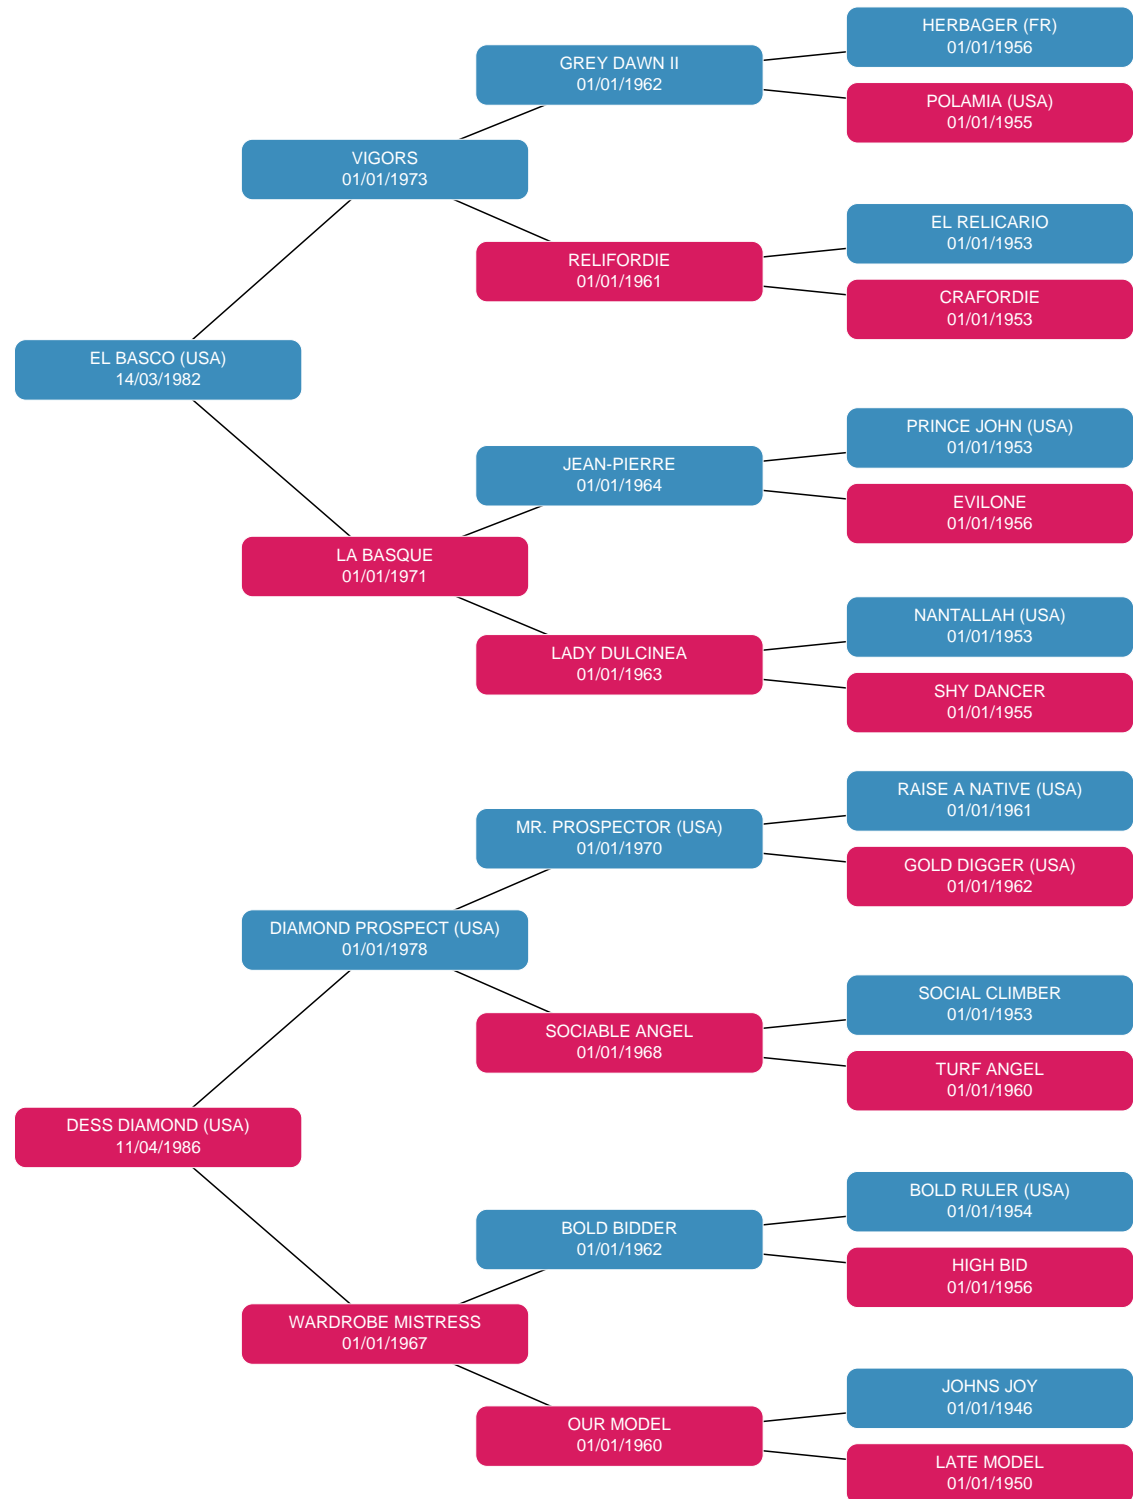 HERBAGER (FR)
01/01/1956
GREY DAWN II
01/01/1962
POLAMIA (USA)
01/01/1955
VIGORS
01/01/1973
EL RELICARIO
01/01/1953
RELIFORDIE
01/01/1961
CRAFORDIE
01/01/1953
EL BASCO (USA)
14/03/1982
PRINCE JOHN (USA)
01/01/1953
JEAN-PIERRE
01/01/1964
EVILONE
01/01/1956
LA BASQUE
01/01/1971
NANTALLAH (USA)
01/01/1953
LADY DULCINEA
01/01/1963
SHY DANCER
01/01/1955
RAISE A NATIVE (USA)
01/01/1961
MR. PROSPECTOR (USA)
01/01/1970
GOLD DIGGER (USA)
01/01/1962
DIAMOND PROSPECT (USA)
01/01/1978
SOCIAL CLIMBER
01/01/1953
SOCIABLE ANGEL
01/01/1968
TURF ANGEL
01/01/1960
DESS DIAMOND (USA)
11/04/1986
BOLD RULER (USA)
01/01/1954
BOLD BIDDER
01/01/1962
HIGH BID
01/01/1956
WARDROBE MISTRESS
01/01/1967
JOHNS JOY
01/01/1946
OUR MODEL
01/01/1960
LATE MODEL
01/01/1950